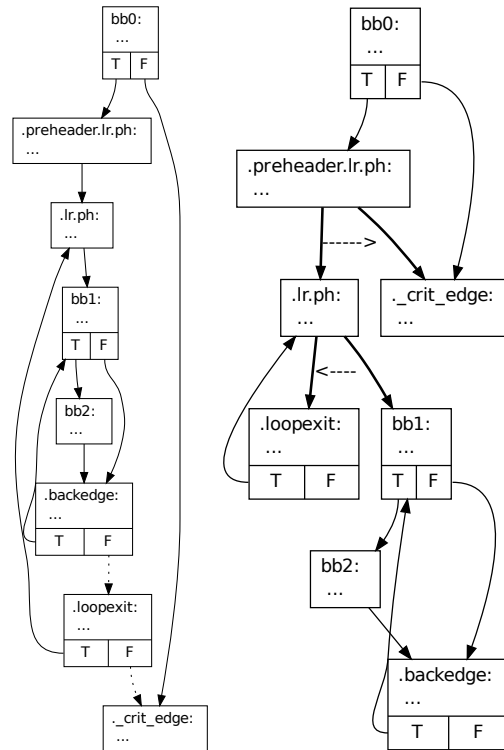 bb0:
...
T F
.preheader.lr.ph:
...
.lr.ph:
...
bb1:
...
T F
bb2:
...
.backedge:
...
T F
.loopexit:
...
T F
._crit_edge:
...
bb0:
...
T F
.preheader.lr.ph:
...
------>
.lr.ph:
...
._crit_edge:
...
<----
.loopexit:
...
T F
bb1:
...
T F
bb2:
...
.backedge:
...
T F